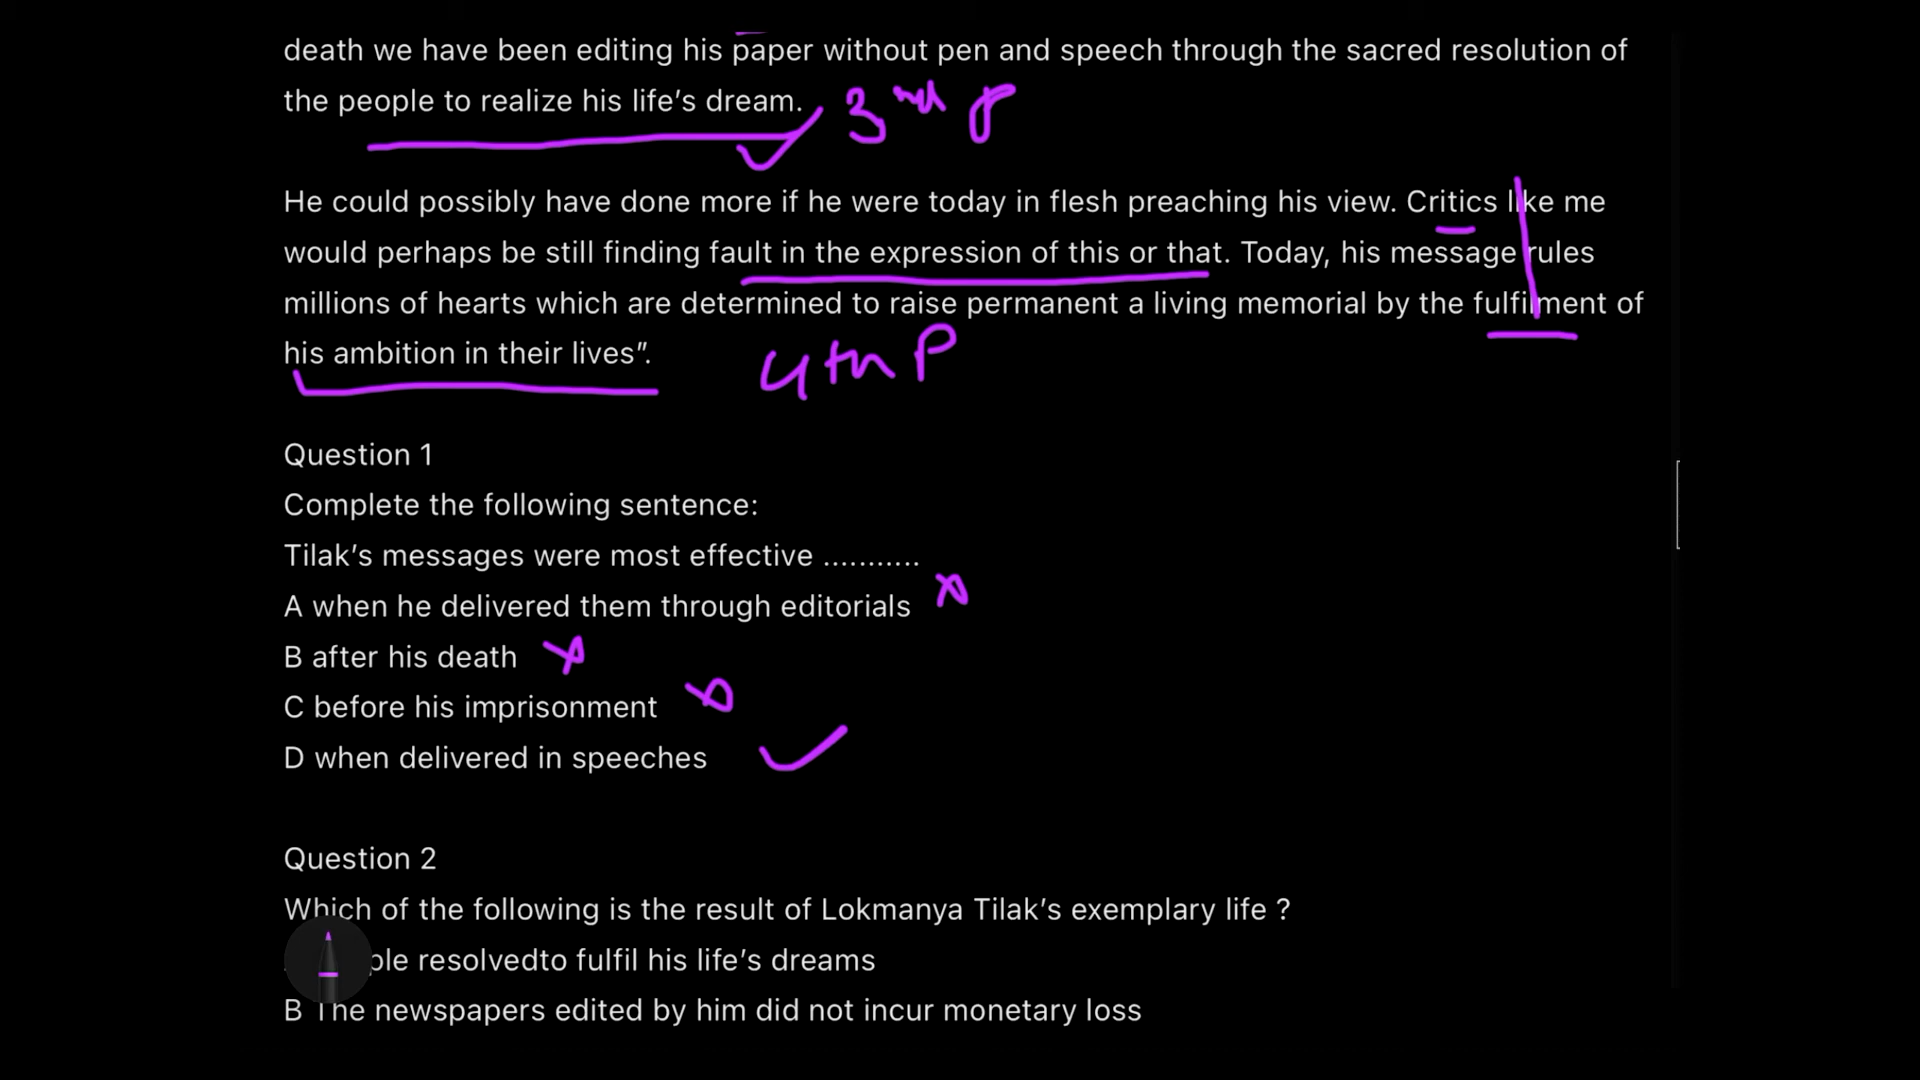 death we have been editing his paper without pen and speech through the sacred resolution of
the people to realize his life's dream. 3rd P
He could possibly have done more if he were today in flesh preaching his view. Critics like me
would perhaps be still finding fault in the expression of this or that. Today, his message rules
millions of hearts which are determined to raise permanent a living memorial by the fulfilment of
his ambition in their lives”.
4th P
Question 1
Complete the following sentence:
Tilak's messages were most effective ...........
A when he delivered them through editorials
B after his death
C before his imprisonment
D when delivered in speeches
Question 2
Which of the following is the result of Lokmanya Tilak's exemplary life ?
ple resolvedto fulfil his life's dreams
B The newspapers edited by him did not incur monetary loss